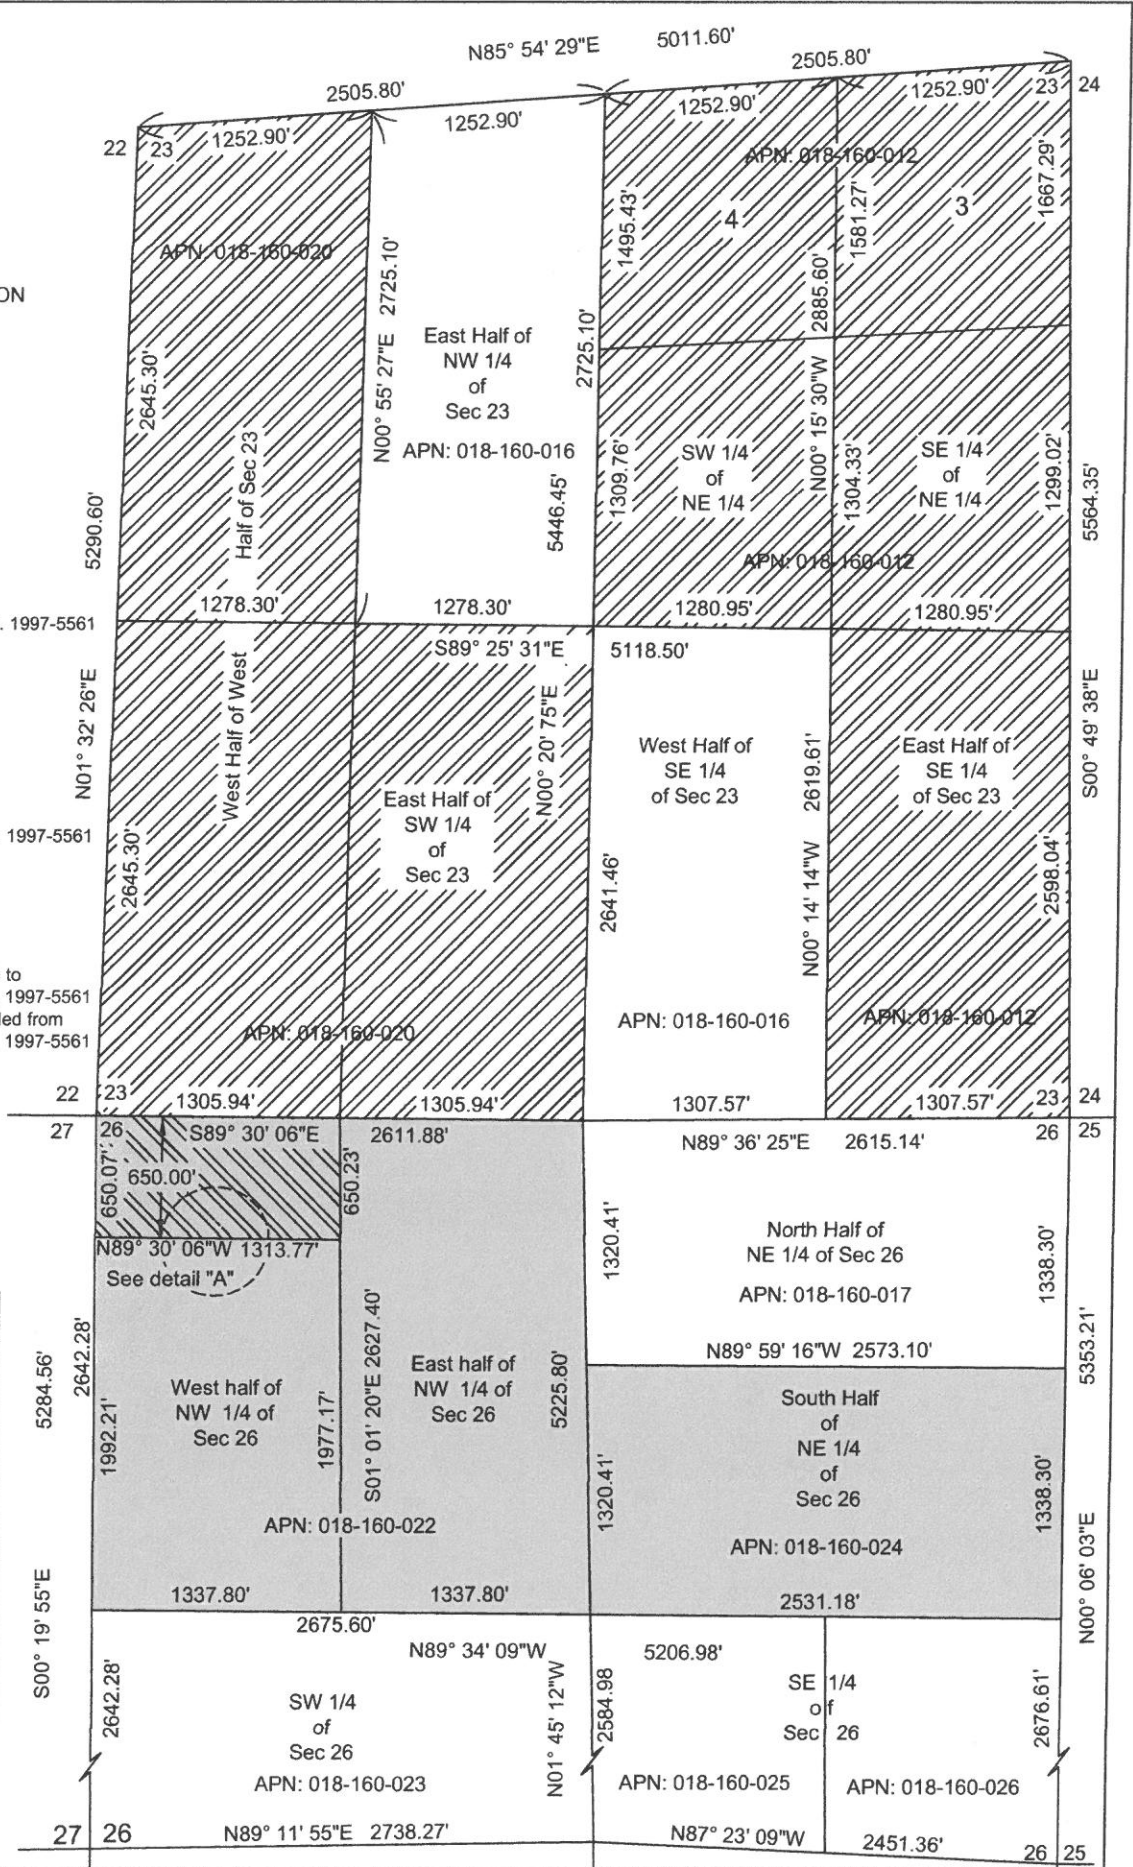 N85° 54' 29"E 5011.60'
2505.80'
2505.80'
1252.90'
1252.90'
1252.90'
1252.90'
22 23
23 24
APN: 018-160-012
4
3
1495.43'
1581.27'
1667.29'
APN: 018-160-020
ON
N00° 55' 27"E 2725.10'
2725.10'
N00° 15' 30"W 2885.60'
East Half of
NW 1/4
of
Sec 23
APN: 018-160-016
2645.30'
5290.60'
5446.45'
1309.76'
SW 1/4
of
NE 1/4
1304.33'
SE 1/4
of
NE 1/4
1299.02'
5564.35'
APN: 018-160-012
1278.30'
1278.30'
1280.95'
1280.95'
. 1997-5561
S89° 25' 31"E 5118.50'
N01° 32' 26"E
West Half of West Half of Sec 23
N00° 20' 75"E
West Half of
SE 1/4
of Sec 23
N00° 14' 14"W 2619.61'
East Half of
SE 1/4
of Sec 23
S00° 49' 38"E
East Half of
SW 1/4
of
Sec 23
1997-5561
2645.30'
2641.46'
2598.04'
to
1997-5561
led from
1997-5561
APN: 018-160-020
APN: 018-160-016
APN: 018-160-012
22 23
1305.94'
1305.94'
1307.57'
1307.57'
23 24
27 26
S89° 30' 06"E 2611.88'
N89° 36' 25"E 2615.14'
26 25
650.07'
650.00'
650.23'
N89° 30' 06"W 1313.77'
See detail "A"
1320.41'
North Half of
NE 1/4 of Sec 26
APN: 018-160-017
1338.30'
N89° 59' 16"W 2573.10'
5284.56'
2642.28'
1992.21'
West half of
NW 1/4 of
Sec 26
1977.17'
S01° 01' 20"E 2627.40'
East half of
NW 1/4 of
Sec 26
5225.80'
5353.21'
South Half
of
NE 1/4
of
Sec 26
1320.41'
1338.30'
APN: 018-160-022
APN: 018-160-024
1337.80'
1337.80'
2531.18'
S00° 19' 55"E
N00° 06' 03"E
2675.60'
N89° 34' 09"W 5206.98'
2642.28'
SW 1/4
of
Sec 26
APN: 018-160-023
N01° 45' 12"W
2584.98
SE 1/4
of
Sec 26
2676.61'
APN: 018-160-025
APN: 018-160-026
27 26
N89° 11' 55"E 2738.27'
N87° 23' 09"W 2451.36'
26 25